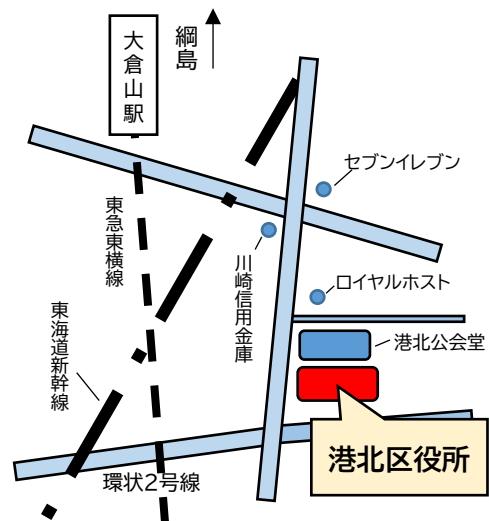 大倉山駅
綱島
セブンイレブン
東急東横線
川崎信用金庫
ロイヤルホスト
東海道新幹線
港北公会堂
港北区役所
環状2号線